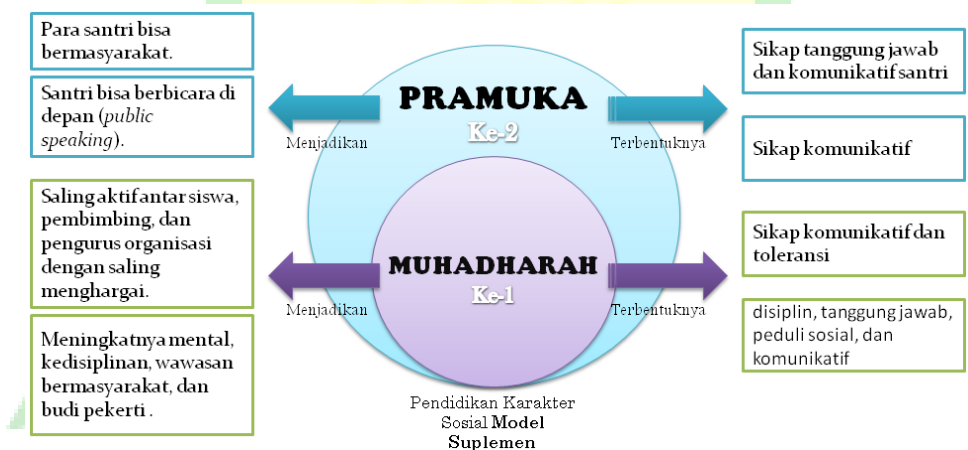 Para santri bisa
bermasyarakat.
Santri bisa berbicara di
depan (public
speaking).
Saling aktif antar siswa,
pembimbing, dan
pengurus organisasi
dengan saling
menghargai.
Meningkatnya mental,
kedisiplinan, wawasan
bermasyarakat, dan
budi pekerti .
PRAMUKA
Ke-2
Menjadikan
Terbentuknya
MUHADHARAH
Ke-1
Menjadikan
Terbentuknya
Pendidikan Karakter
Sosial Model
Suplemen
Sikap tanggung jawab
dan komunikatif santri
Sikap komunikatif
Sikap komunikatif dan
toleransi
disiplin, tanggung jawab,
peduli sosial, dan
komunikatif